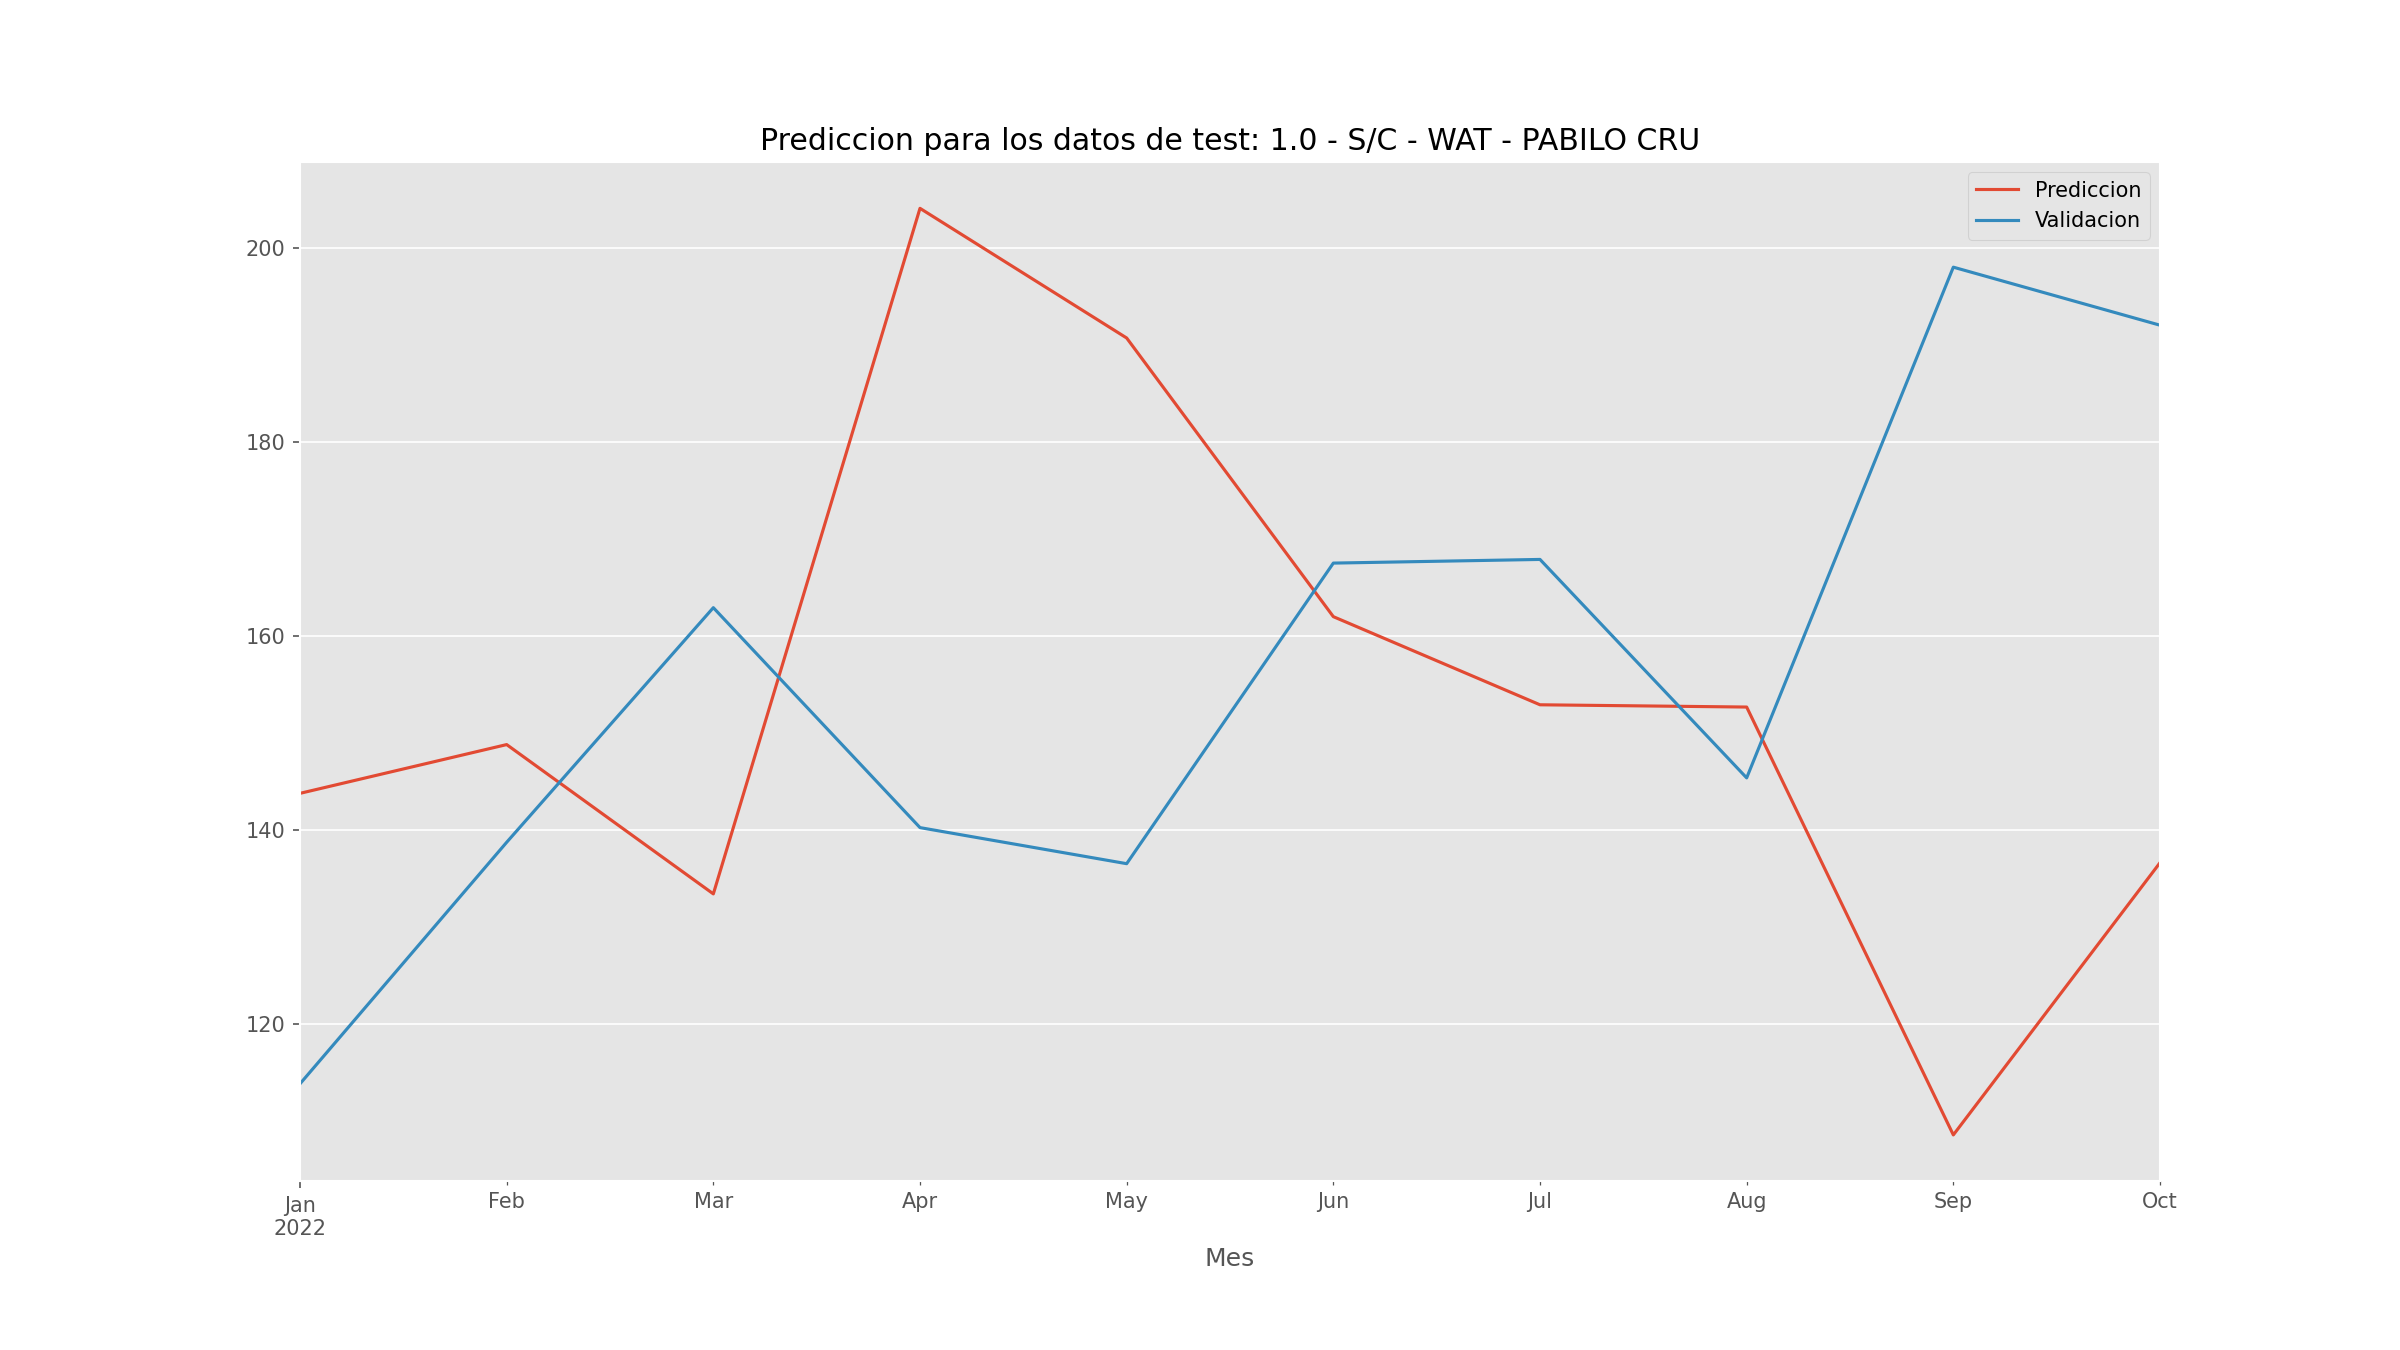 Prediccion para los datos de test: 1.0 - S/C - WAT - PABILO CRU
Prediccion
Validacion
200
180
160
140
120
Jan Feb Mar Apr May Jun Jul Aug Sep Oct
2022
Mes